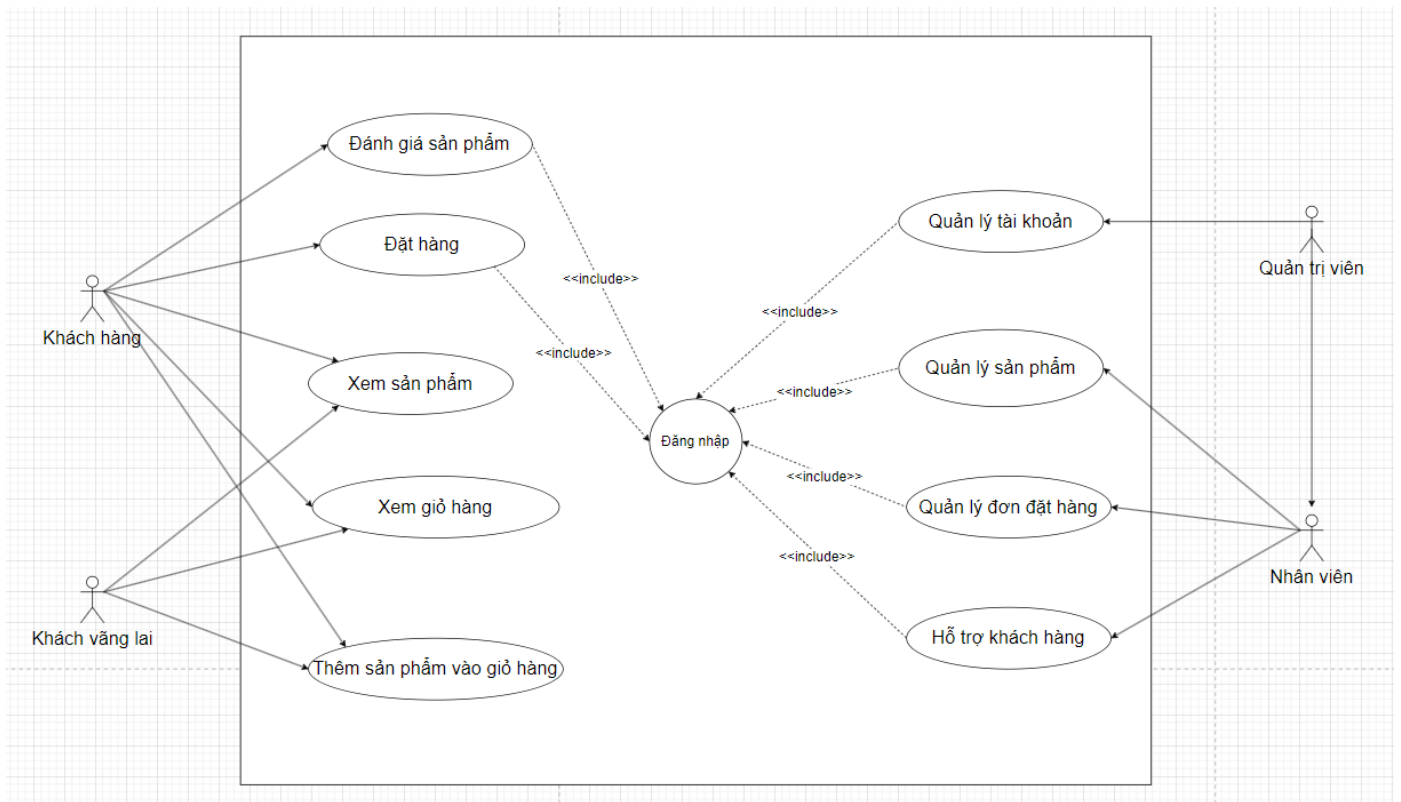 Đánh giá sản phẩm
Quản lý tài khoản
Đặt hàng
Quản trị viên
<<include>>
<<include>>
Khách hàng
<<include>>
Quản lý sản phẩm
Xem sản phẩm
<<include>>
Đăng nhập
<<include>>
Xem giỏ hàng
Quản lý đơn đặt hàng
<<include>>
Nhân viên
Khách vãng lai
Hỗ trợ khách hàng
Thêm sản phẩm vào giỏ hàng